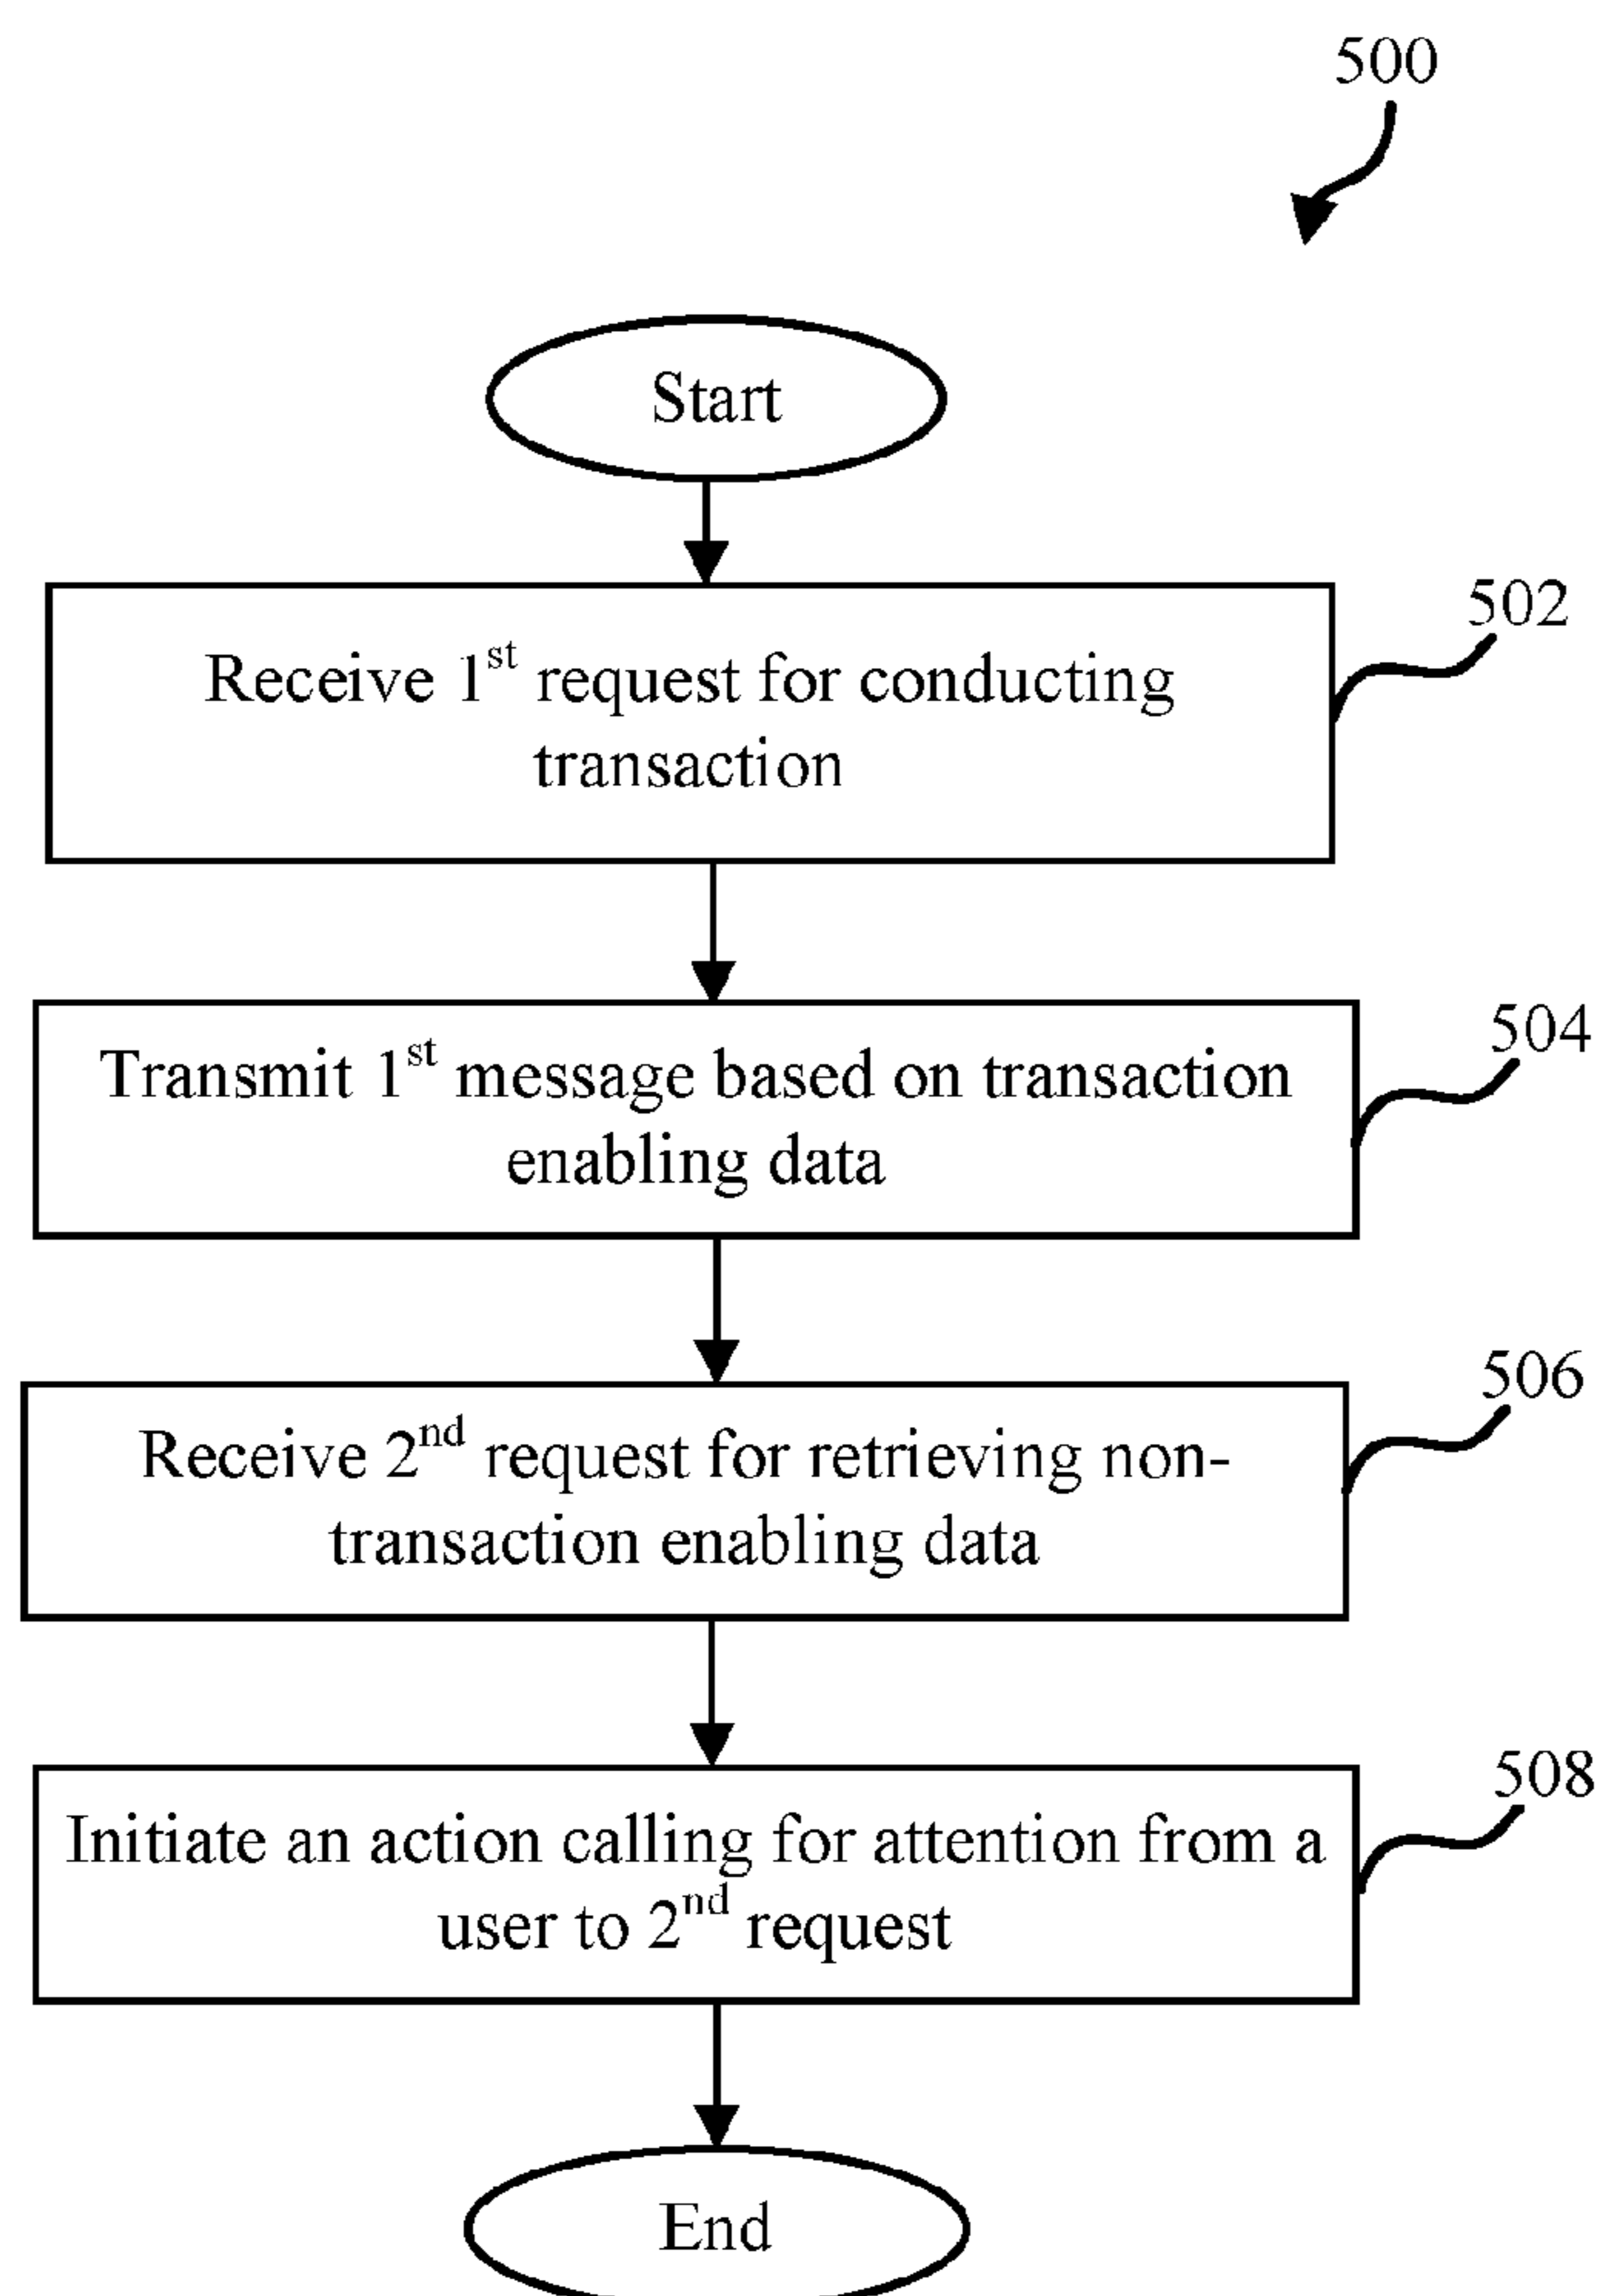 500
Start
502
Receive 1st request for conducting
transaction
504
Transmit 1st message based on transaction
enabling data
506
Receive 2nd request for retrieving non-
transaction enabling data
508
Initiate an action calling for attention from a
user to 2nd request
End